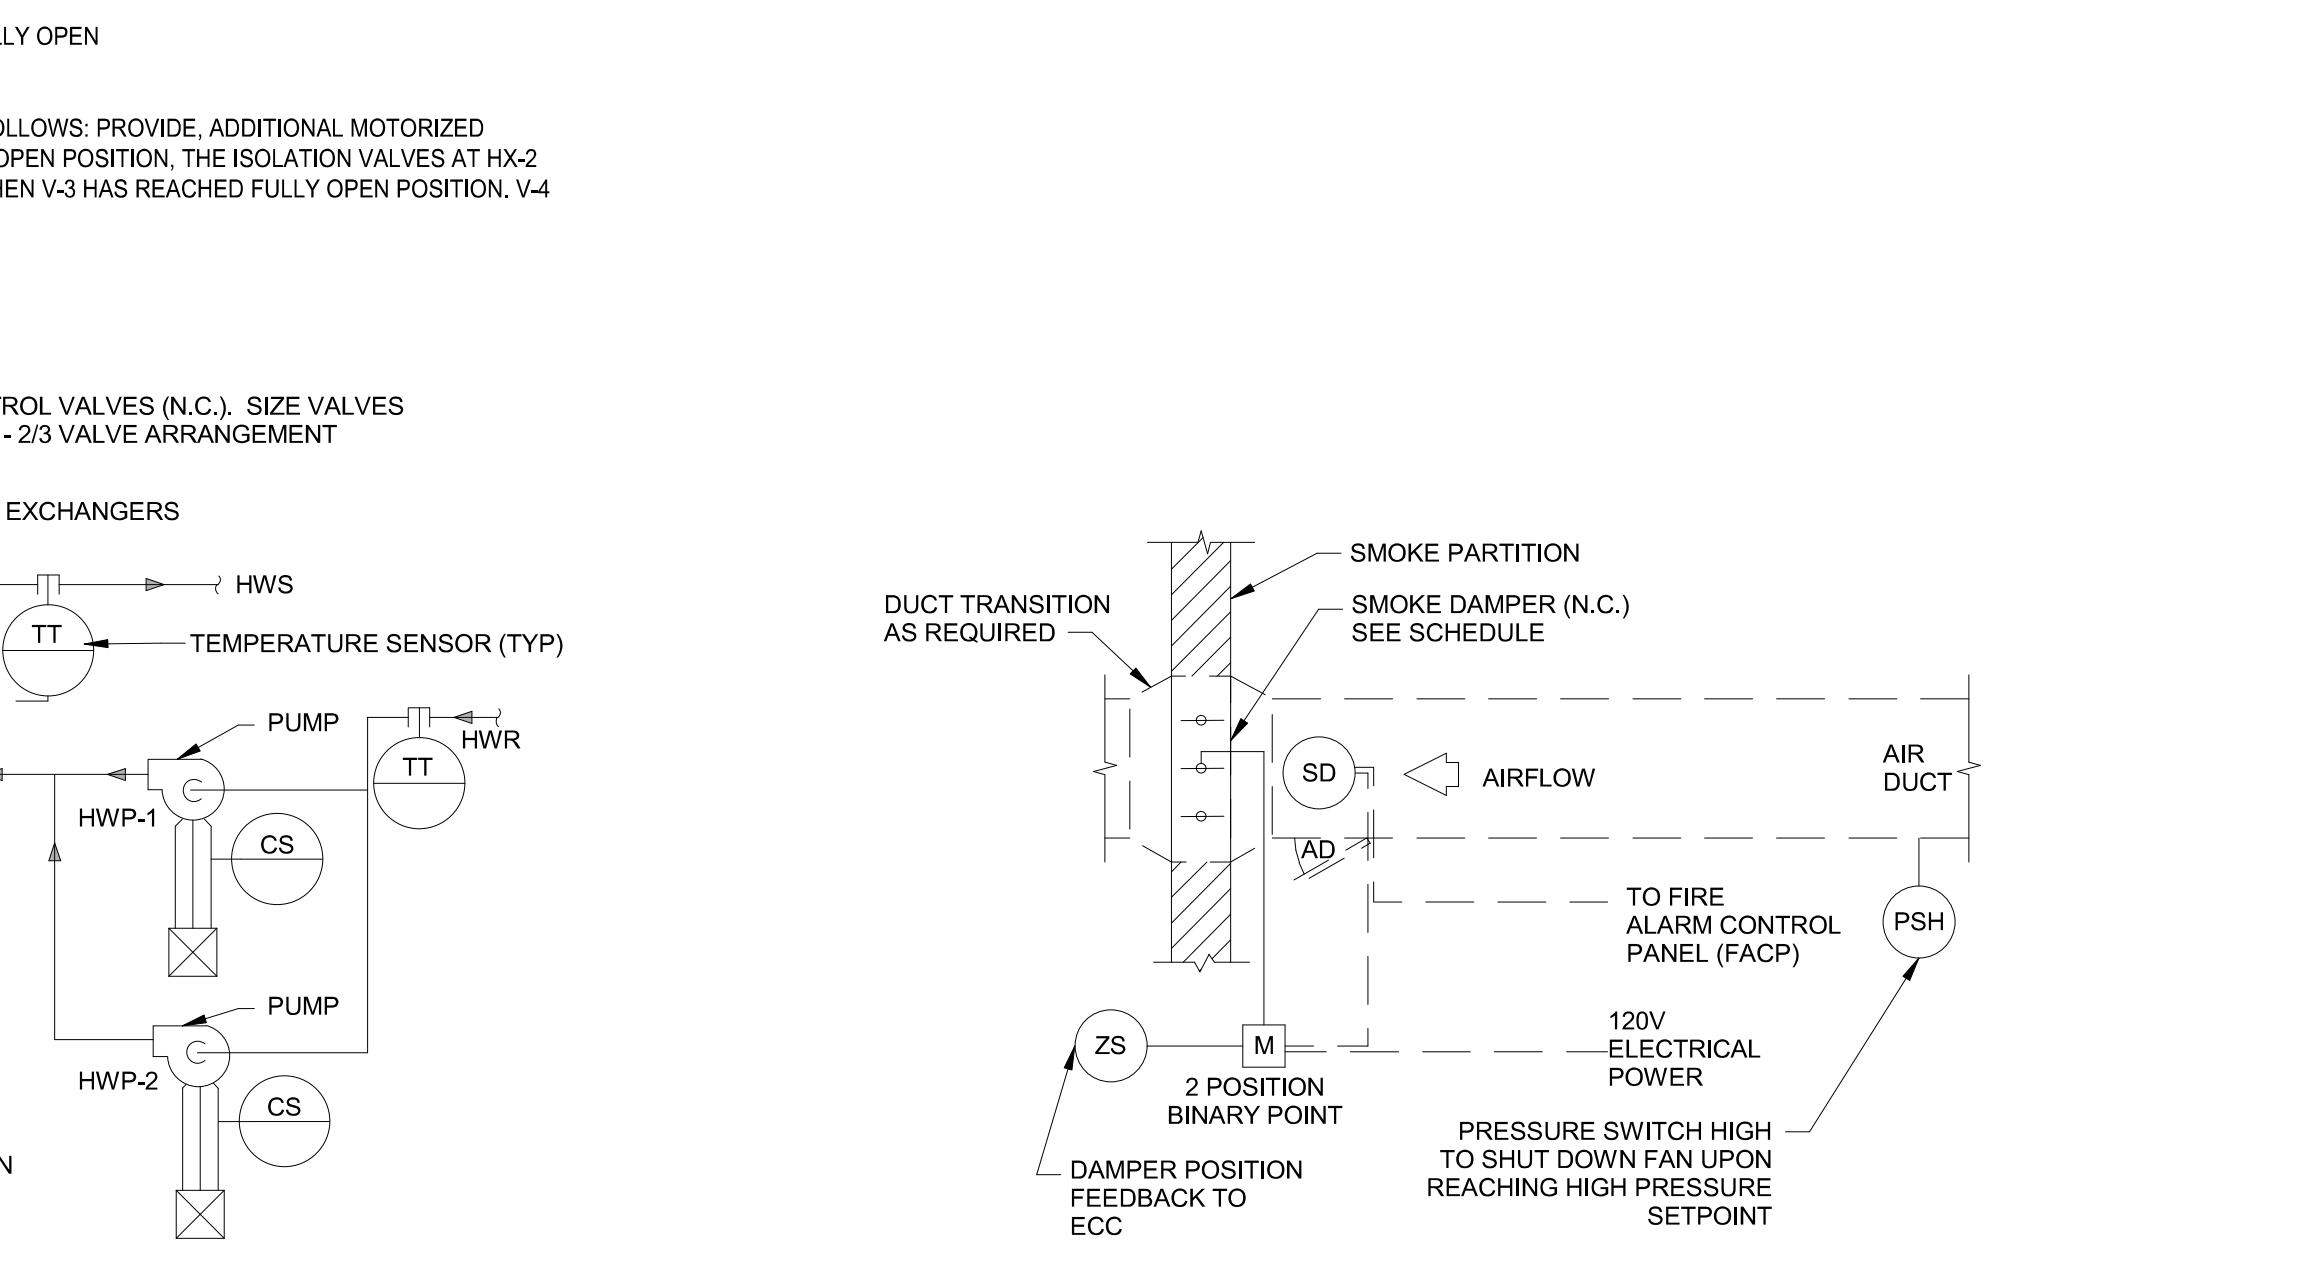 LLY OPEN
OLLOWS: PROVIDE, ADDITIONAL MOTORIZED
OPEN POSITION, THE ISOLATION VALVES AT HX-2
HEN V-3 HAS REACHED FULLY OPEN POSITION. V-4
TROL VALVES (N.C.). SIZE VALVES
- 2/3 VALVE ARRANGEMENT
EXCHANGERS
HWS
TT
TEMPERATURE SENSOR (TYP)
PUMP
HWR
TT
HWP-1
CS
PUMP
HWP-2
CS
N
SMOKE PARTITION
DUCT TRANSITION
AS REQUIRED
SMOKE DAMPER (N.C.)
SEE SCHEDULE
SD
AIRFLOW
AIR
DUCT
AD
TO FIRE
ALARM CONTROL
PANEL (FACP)
PSH
ZS
M
2 POSITION
BINARY POINT
120V
ELECTRICAL
POWER
DAMPER POSITION
FEEDBACK TO
ECC
PRESSURE SWITCH HIGH
TO SHUT DOWN FAN UPON
REACHING HIGH PRESSURE
SETPOINT